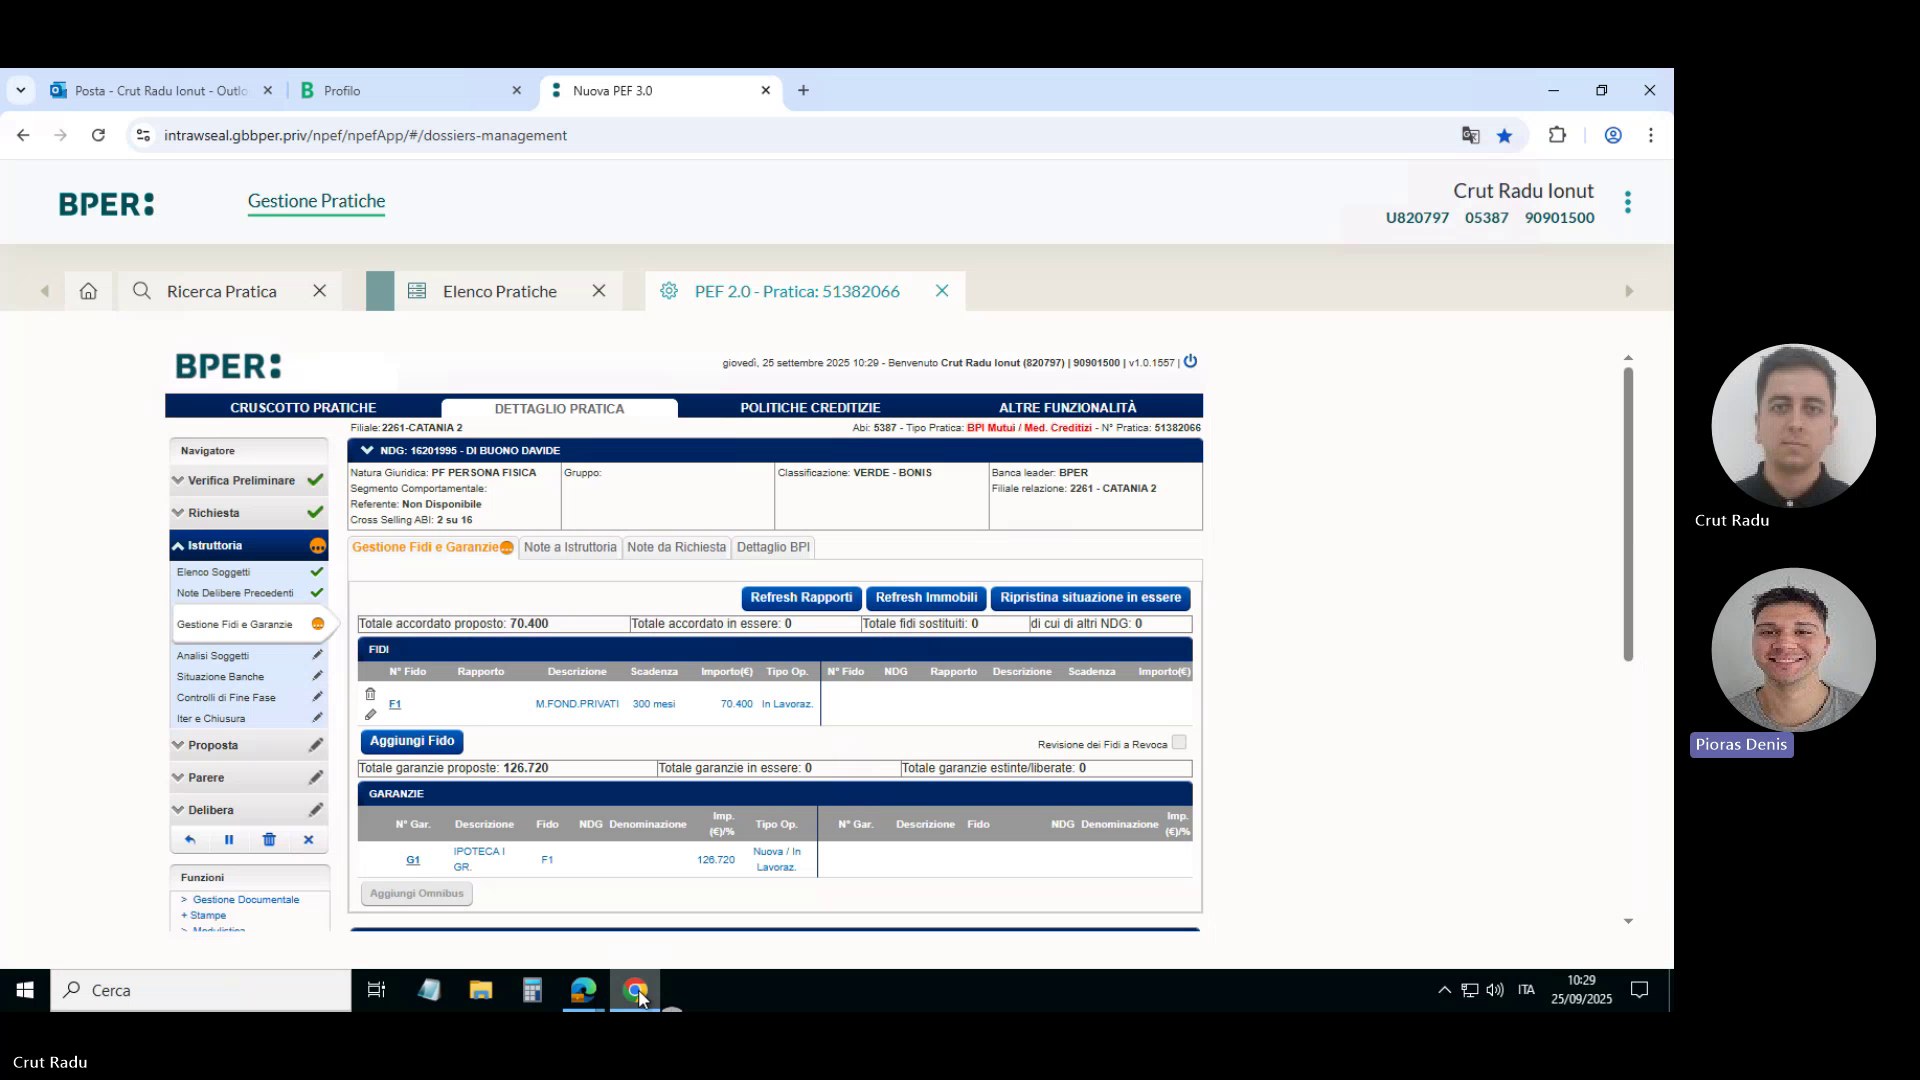 Posta - Crut Radu Ionut - Outlo
Profilo
Nuova PEF 3.0
intrawseal.gbbper.priv/npef/npefApp/#/dossiers-management
BPER:
Gestione Pratiche
Crut Radu Ionut
U820797 05387 90901500
Ricerca Pratica
Elenco Pratiche
PEF 2.0 - Pratica: 51382066
BPER:
giovedì, 25 settembre 2025 10:29 - Benvenuto Crut Radu Ionut (820797) | 90901500 | v1.0.1557 |
CRUSCOTTO PRATICHE DETTAGLIO PRATICA POLITICHE CREDITIZIE ALTRE FUNZIONALITÀ
Filiale: 2261-CATANIA 2
Abi: 5387 - Tipo Pratica: BPI Mutui / Med. Creditizi - N° Pratica: 51382066
Navigatore
Verifica Preliminare
Richiesta
Istruttoria
Elenco Soggetti
Note Delibere Precedenti
Gestione Fidi e Garanzie
Analisi Soggetti
Situazione Banche
Controlli di Fine Fase
Iter e Chiusura
Proposta
Parere
Delibera
Funzioni
> Gestione Documentale
+ Stampe
> Modulistica
NDG: 16201995 - DI BUONO DAVIDE
Natura Giuridica: PF PERSONA FISICA
Segmento Comportamentale:
Referente: Non Disponibile
Cross Selling ABI: 2 su 16
Gruppo:
Classificazione: VERDE - BONIS
Banca leader: BPER
Filiale relazione: 2261 - CATANIA 2
Gestione Fidi e Garanzie Note a Istruttoria Note da Richiesta Dettaglio BPI
Refresh Rapporti Refresh Immobili Ripristina situazione in essere
Totale accordato proposto: 70.400 Totale accordato in essere: 0 Totale fidi sostituiti: 0 di cui di altri NDG: 0
FIDI
N° Fido Rapporto Descrizione Scadenza Importo(€) Tipo Op. N° Fido NDG Rapporto Descrizione Scadenza Importo(€)
F1 M.FOND.PRIVATI 300 mesi 70.400 In Lavoraz.
Aggiungi Fido
Revisione dei Fidi a Revoca
Totale garanzie proposte: 126.720 Totale garanzie in essere: 0 Totale garanzie estinte/liberate: 0
GARANZIE
N° Gar. Descrizione Fido NDG Denominazione Imp. (€)/% Tipo Op. N° Gar. Descrizione Fido NDG Denominazione Imp. (€)/%
G1 IPOTECA I GR. F1 126.720 Nuova / In Lavoraz.
Aggiungi Omnibus
Cerca
ITA
10:29
25/09/2025
Crut Radu
Pioras Denis
Crut Radu